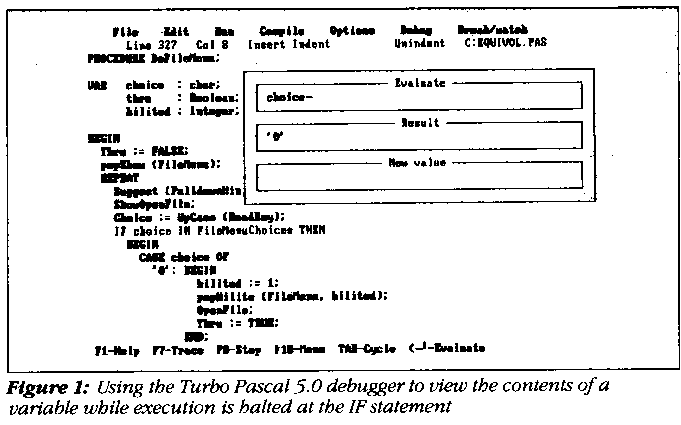 File Edit Run Compile Options Debug Break/watch
Line 327 Col 8 Insert Indent Unindent C:EQUIVOL.PAS
PROCEDURE DoFileMenu;
VAR choice : char;
thru : Boolean;
hilited : Integer;
Evaluate
choice
Result
'O'
New value
BEGIN
Thru := FALSE;
popShow (FileMenu);
REPEAT
Suggest (PulldownWin
ShowOpenFile;
Choice := UpCase (ReadKey);
IF choice IN FileMenuChoices THEN
BEGIN
CASE choice OF
'O': BEGIN
hilited := 1;
popHilite (FileMenu, hilited);
OpenFile;
Thru := TRUE;
END;
F1-Help F7-Trace F8-Step F10-Menu TAB-Cycle <─┘-Evaluate
Figure 1: Using the Turbo Pascal 5.0 debugger to view the contents of a
variable while execution is halted at the IF statement